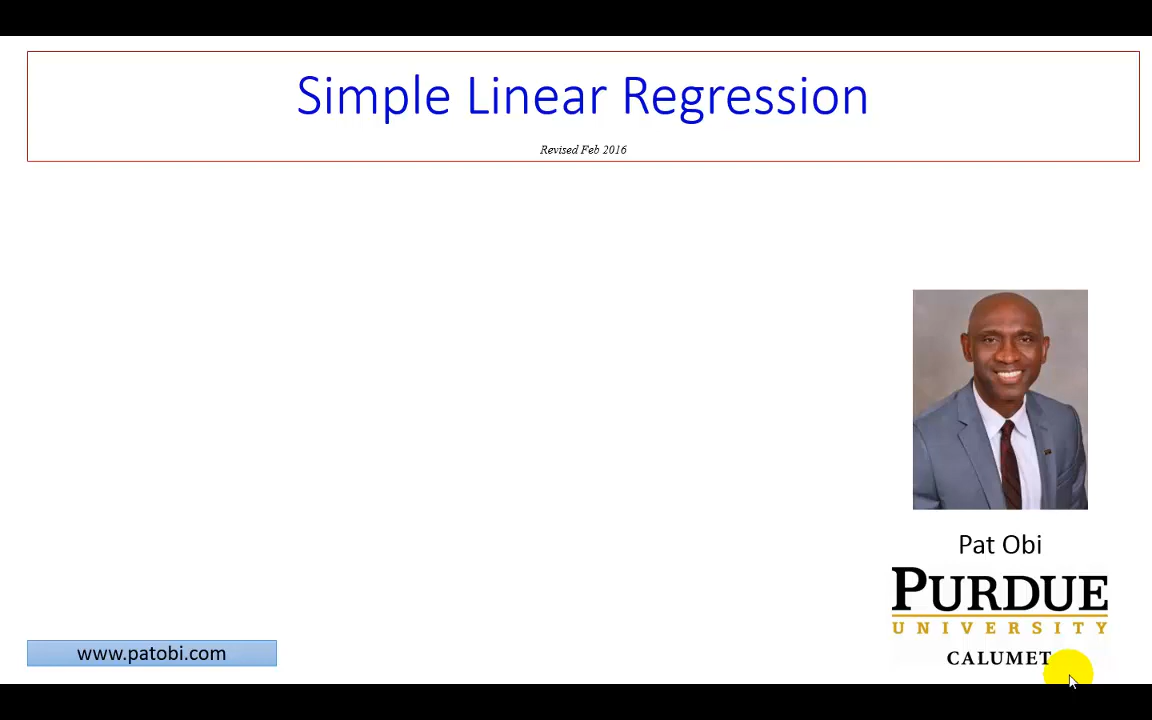 Simple Linear Regression
Revised Feb 2016
Pat Obi
PURDUE
UNIVERSITY
CALUMET
www.patobi.com